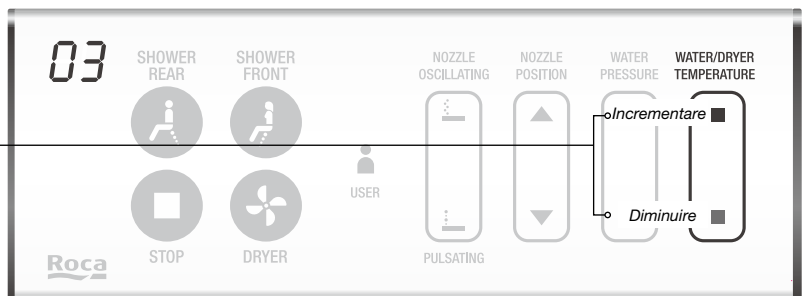 03
SHOWER
REAR
SHOWER
FRONT
NOZZLE
OSCILLATING
NOZZLE
POSITION
WATER
PRESSURE
WATER/DRYER
TEMPERATURE
Incrementare
USER
Diminuire
STOP
DRYER
PULSATING
Roca